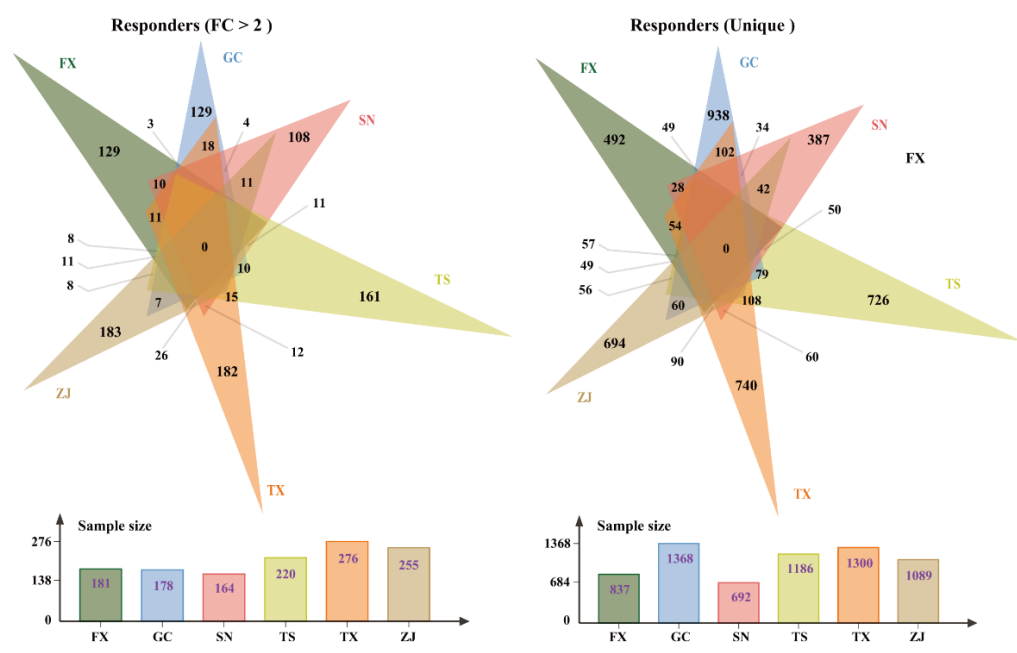 Responders (FC > 2 )
FX
GC
SN
TS
TX
ZJ
129
129
108
3
4
18
11
10
11
11
8
11
8
0
10
15
7
161
183
26
12
182
Sample size
276
138
0
181
178
164
220
276
255
FX
GC
SN
TS
TX
ZJ
Responders (Unique )
FX
GC
SN
FX
TS
TX
ZJ
938
492
387
49
34
102
42
28
50
54
57
49
56
0
79
108
60
726
694
90
60
740
Sample size
1368
684
0
837
1368
692
1186
1300
1089
FX
GC
SN
TS
TX
ZJ